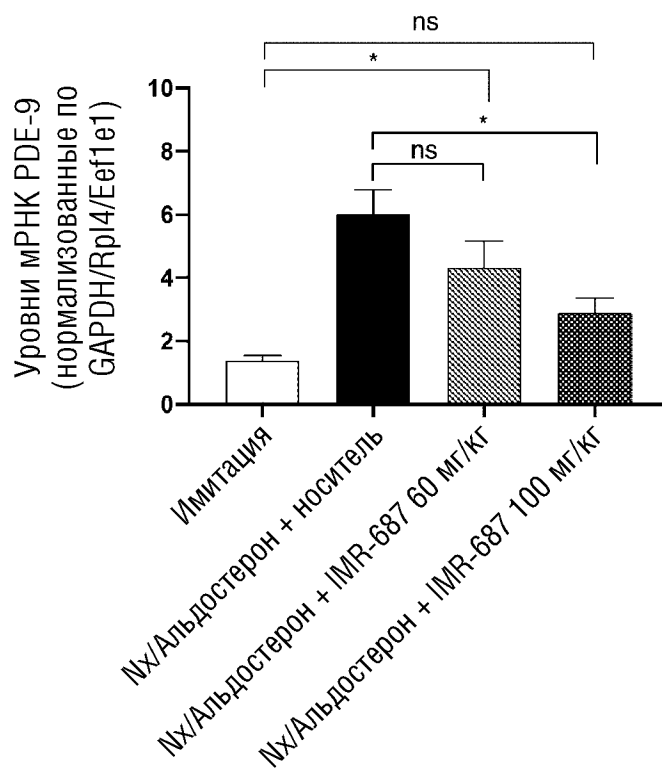 ns
*
*
ns
Уровни мРНК PDE-9
(нормализованные по
GAPDH/Rpl4/Eef1e1)
10
8
6
4
2
0
Имитация
Nx/Альдостерон + носитель
Nx/Альдостерон + IMR-687 60 мг/кг
Nx/Альдостерон + IMR-687 100 мг/кг